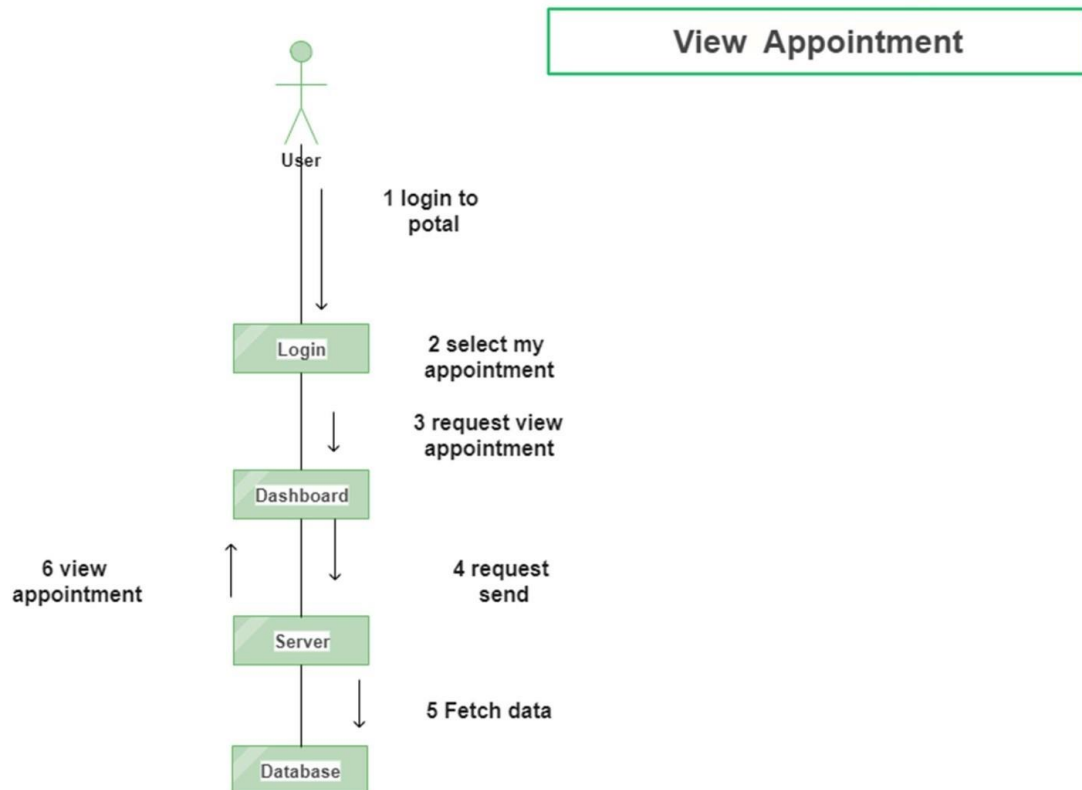 View Appointment
User
1 login to
potal
Login
2 select my
appointment
3 request view
appointment
Dashboard
6 view
appointment
4 request
send
Server
5 Fetch data
Database